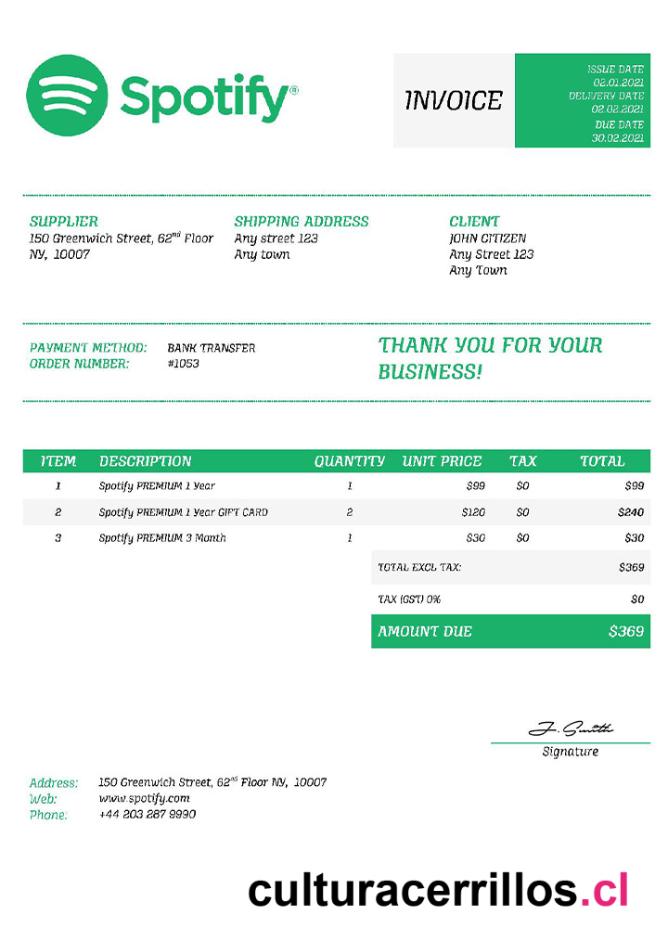 Spotify®
INVOICE
ISSUE DATE
02.01.2021
DELIVERY DATE
02.02.2021
DUE DATE
30.02.2021
SUPPLIER
150 Greenwich Street, 62nd Floor
NY, 10007
SHIPPING ADDRESS
Any street 123
Any town
CLIENT
JOHN CITIZEN
Any Street 123
Any Town
PAYMENT METHOD: BANK TRANSFER
ORDER NUMBER: #1053
THANK YOU FOR YOUR
BUSINESS!
ITEM DESCRIPTION QUANTITY UNIT PRICE TAX TOTAL
1 Spotify PREMIUM 1 Year 1 $99 $0 $99
2 Spotify PREMIUM 1 Year GIFT CARD 2 $120 $0 $240
3 Spotify PREMIUM 3 Month 1 $30 $0 $30
TOTAL EXCL TAX: $369
TAX (GST) 0% $0
AMOUNT DUE $369
J. Smith
Signature
Address: 150 Greenwich Street, 62nd Floor NY, 10007
Web: www.spotify.com
Phone: +44 203 287 9990
culturacerrillos.cl